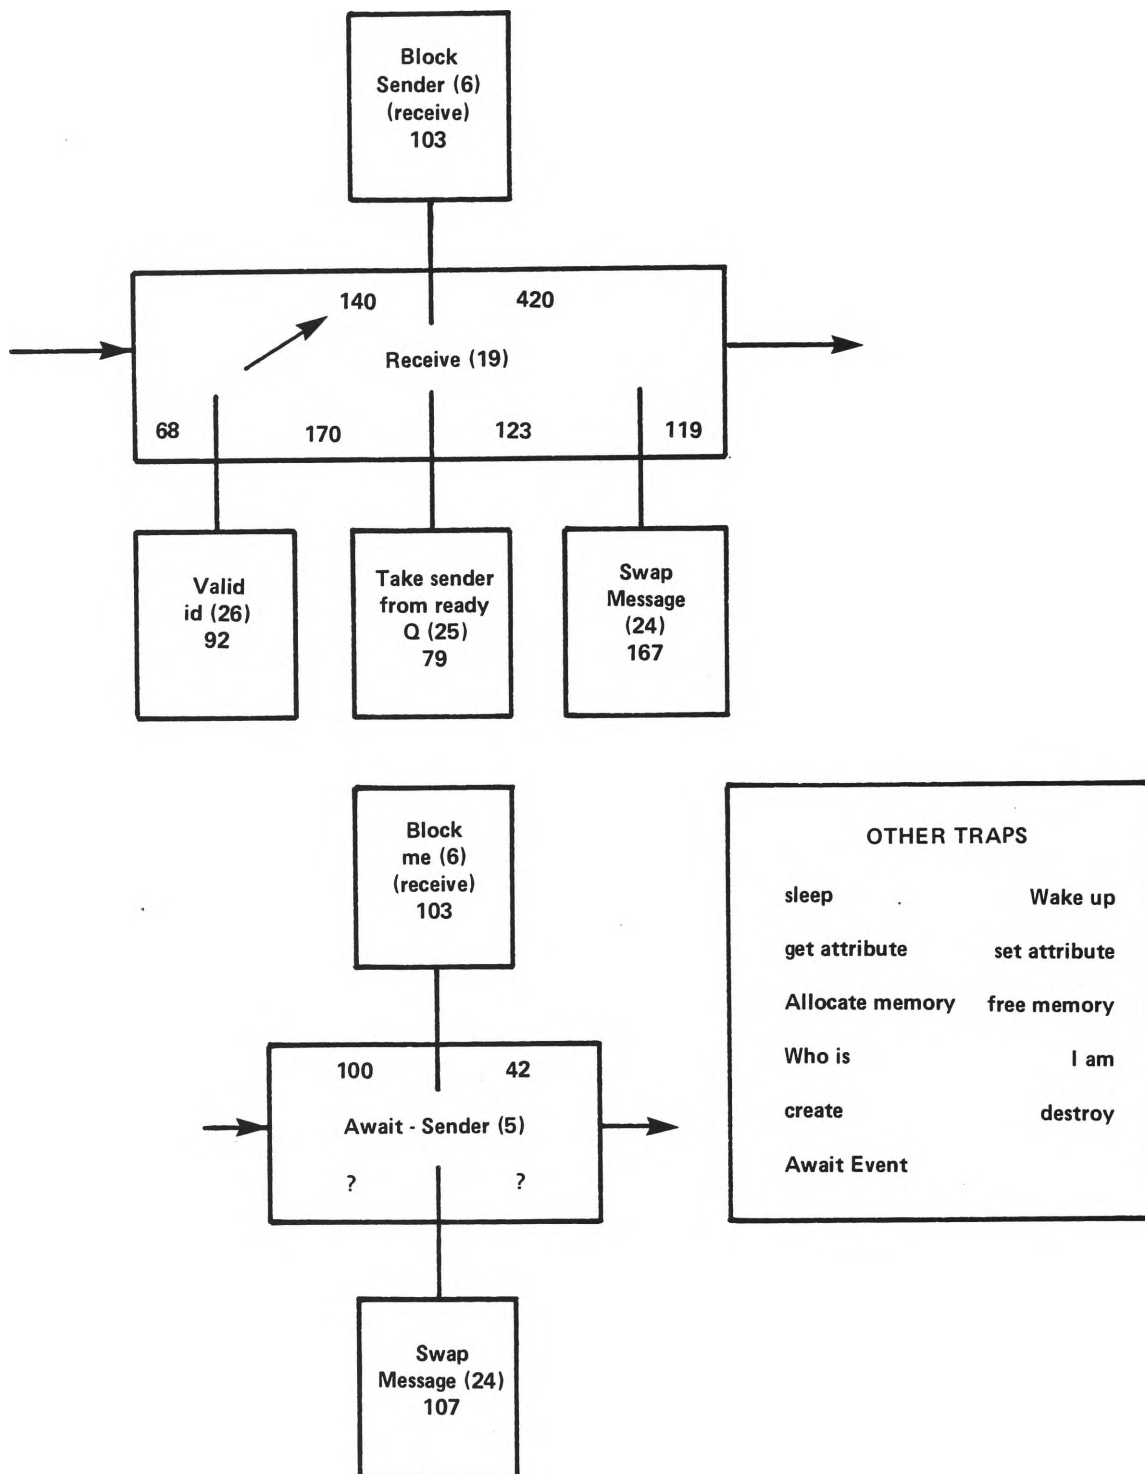 Block
Sender (6)
(receive)
103
140 420
Receive (19)
68 170 123 119
Valid
id (26)
92
Take sender
from ready
Q (25)
79
Swap
Message
(24)
167
Block
me (6)
(receive)
103
100 42
Await - Sender (5)
? ?
Swap
Message (24)
107
OTHER TRAPS
sleep Wake up
get attribute set attribute
Allocate memory free memory
Who is I am
create destroy
Await Event